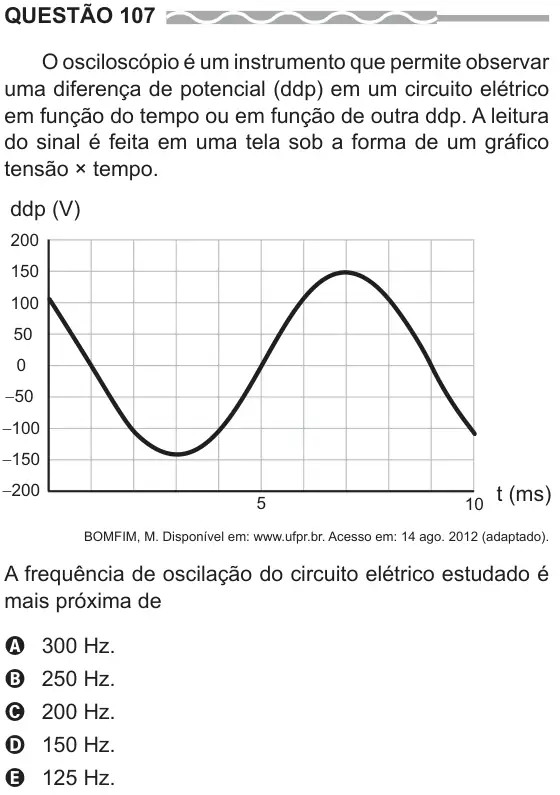 QUESTÃO 107
O osciloscópio é um instrumento que permite observar
uma diferença de potencial (ddp) em um circuito elétrico
em função do tempo ou em função de outra ddp. A leitura
do sinal é feita em uma tela sob a forma de um gráfico
tensão × tempo.
ddp (V)
200
150
100
50
0
–50
–100
–150
–200
5
10
t (ms)
BOMFIM, M. Disponível em: www.ufpr.br. Acesso em: 14 ago. 2012 (adaptado).
A frequência de oscilação do circuito elétrico estudado é
mais próxima de
A 300 Hz.
B 250 Hz.
C 200 Hz.
D 150 Hz.
E 125 Hz.